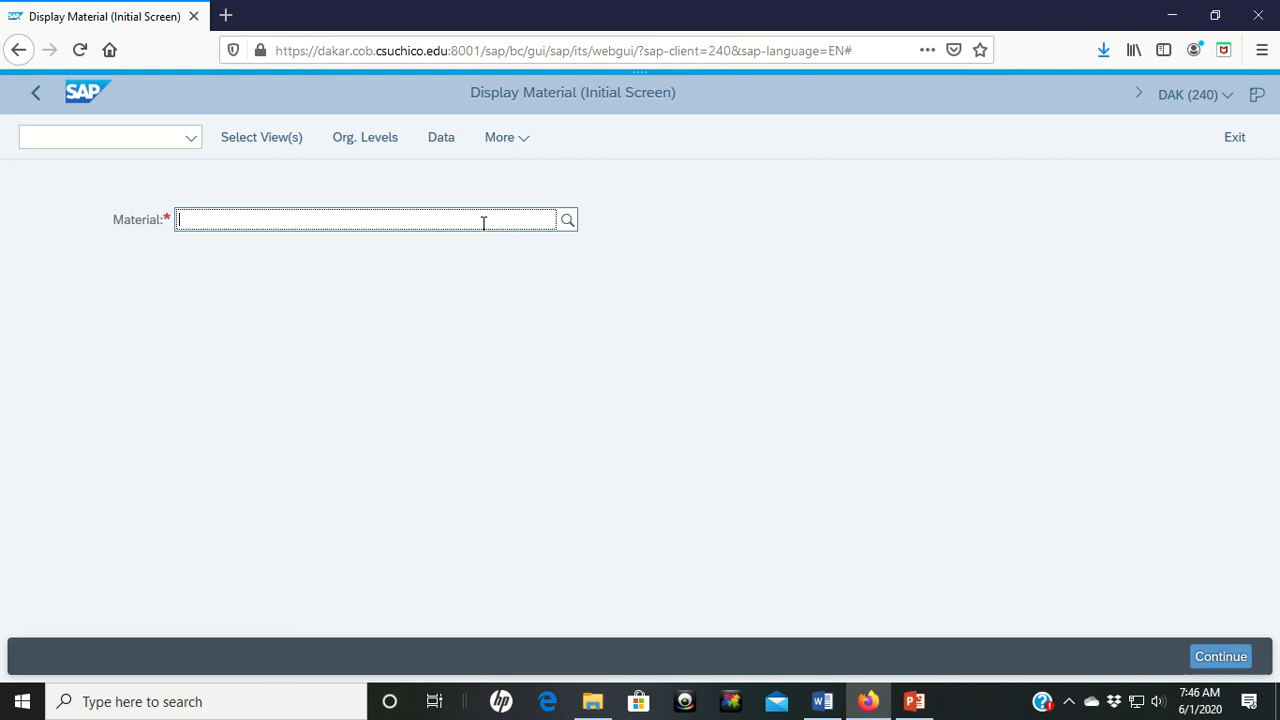 Display Material (Initial Screen)
https://dakar.cob.csuchico.edu:8001/sap/bc/gui/sap/its/webgui/?sap-client=240&sap-language=EN#
SAP
Display Material (Initial Screen)
DAK (240)
Select View(s) Org. Levels Data More
Exit
Material:*
Continue
Type here to search
7:46 AM
6/1/2020